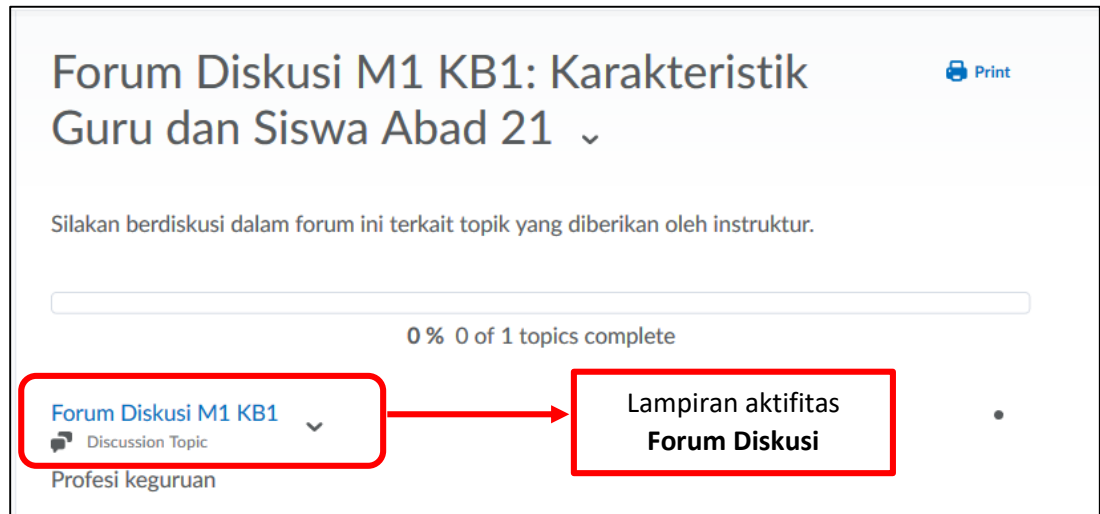 Forum Diskusi M1 KB1: Karakteristik
Guru dan Siswa Abad 21
Print
Silakan berdiskusi dalam forum ini terkait topik yang diberikan oleh instruktur.
0 % 0 of 1 topics complete
Forum Diskusi M1 KB1
Discussion Topic
Profesi keguruan
Lampiran aktifitas
Forum Diskusi